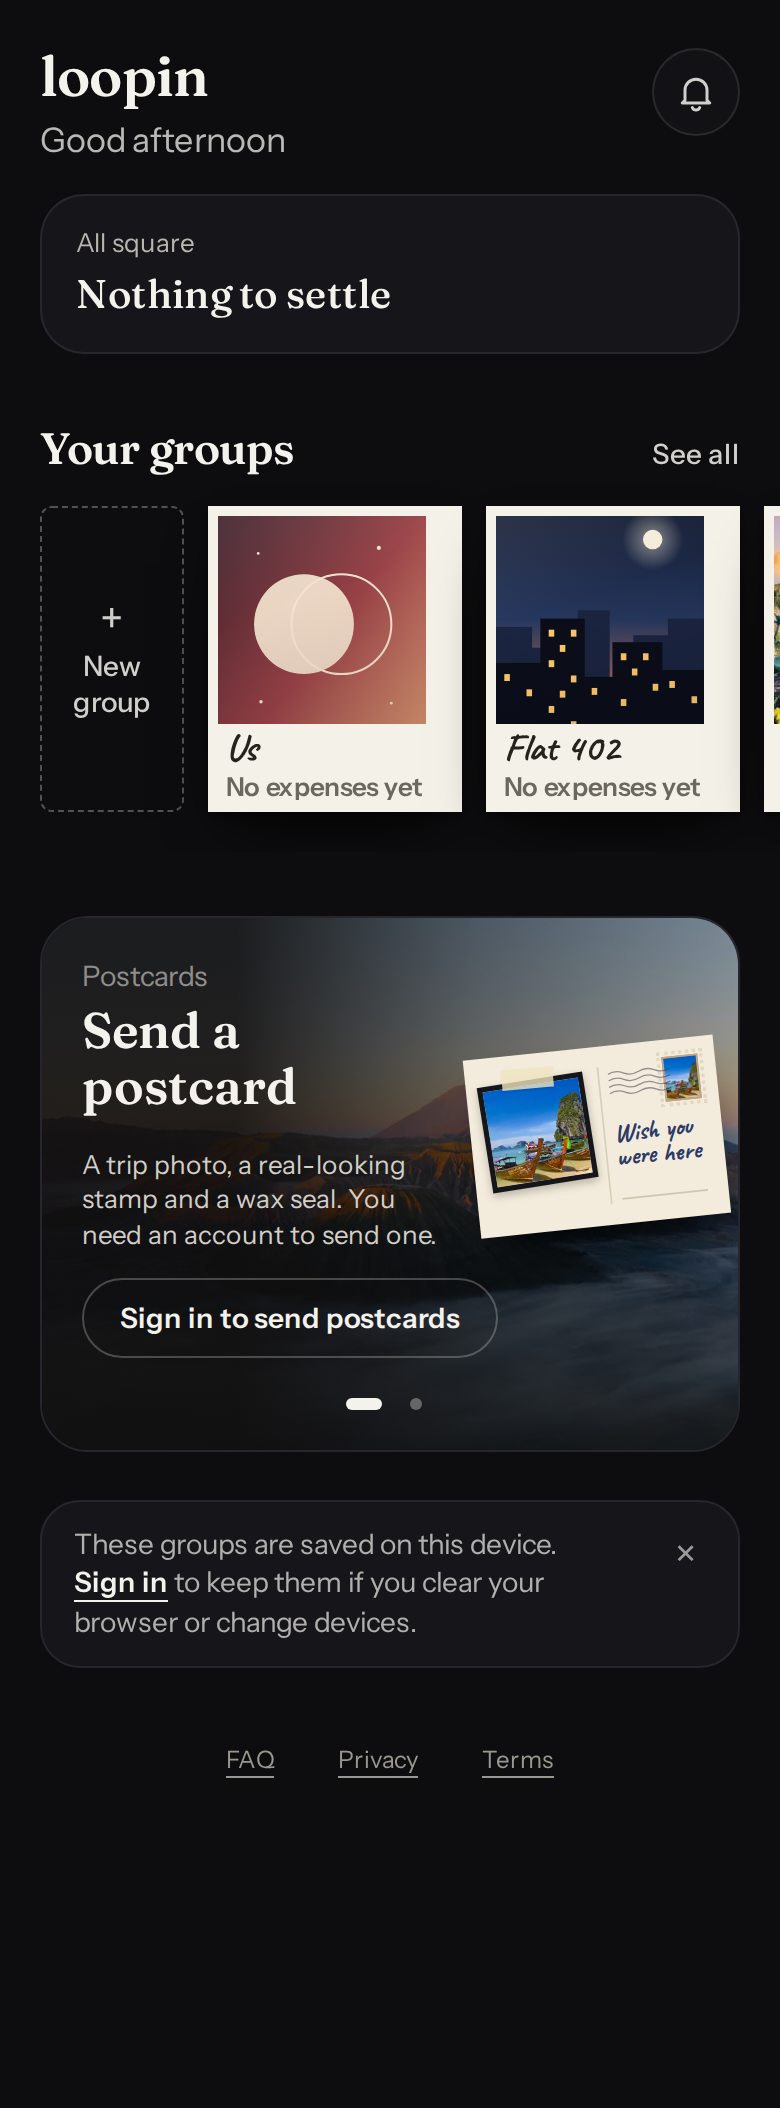 loopin
Good afternoon
All square
Nothing to settle
Your groups
See all
+
New
group
Us
No expenses yet
Flat 402
No expenses yet
Postcards
Send a
postcard
A trip photo, a real-looking
stamp and a wax seal. You
need an account to send one.
Wish you
were here
Sign in to send postcards
These groups are saved on this device.
Sign in to keep them if you clear your
browser or change devices.
FAQ
Privacy
Terms